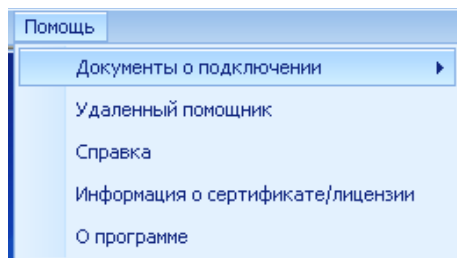 Помощь
Документы о подключении
Удаленный помощник
Справка
Информация о сертификате/лицензии
О программе